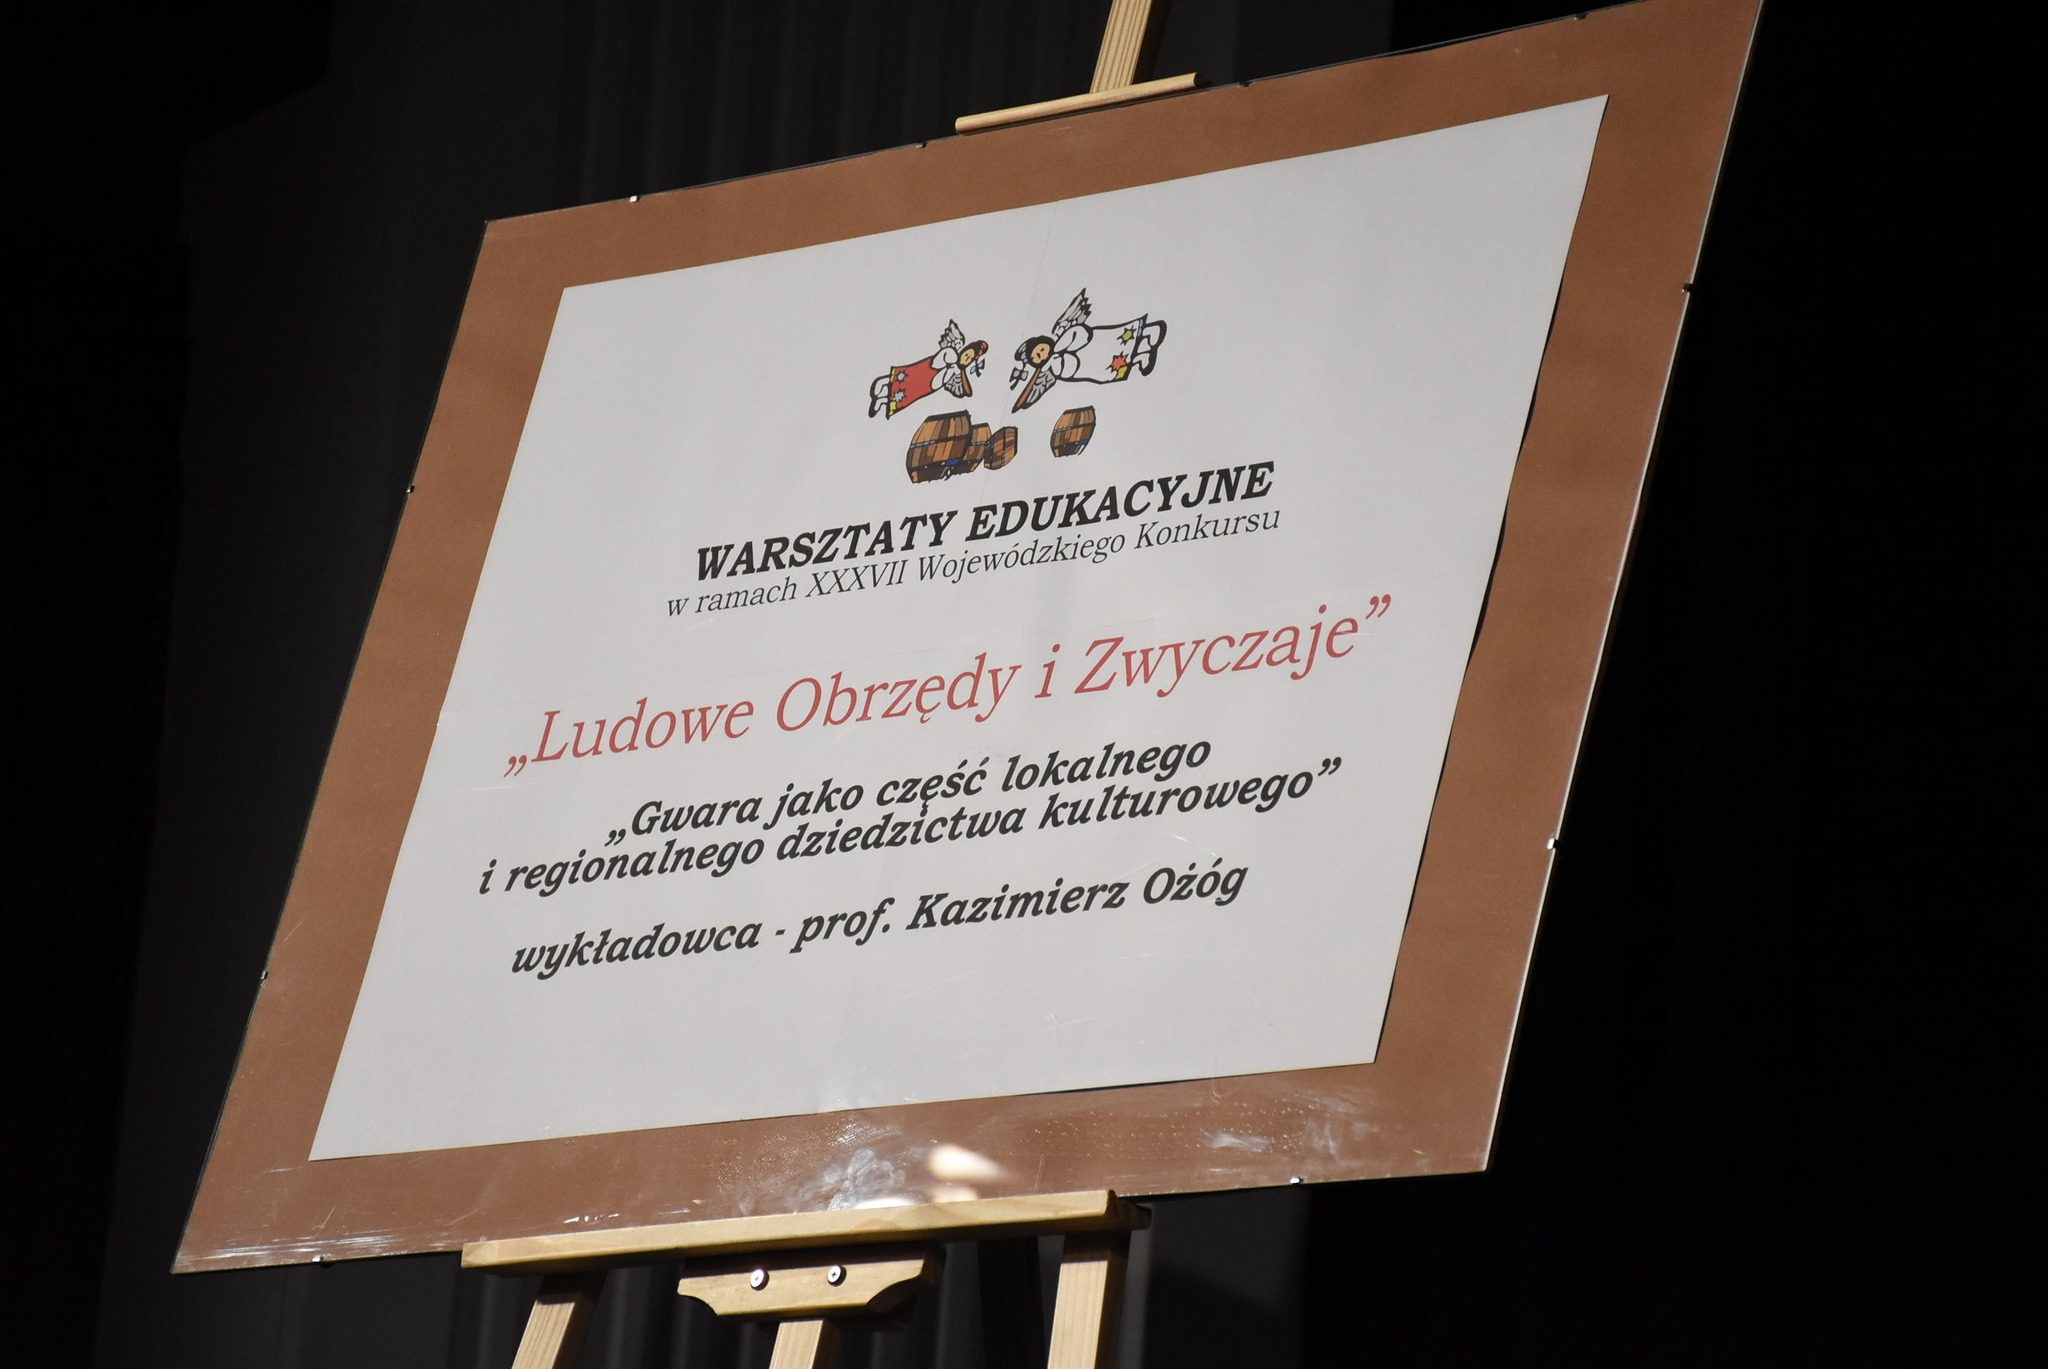 WARSZTATY EDUKACYJNE
w ramach XXXVII Wojewódzkiego Konkursu
„Ludowe Obrzędy i Zwyczaje”
„Gwara jako część lokalnego
i regionalnego dziedzictwa kulturowego”
wykładowca - prof. Kazimierz Ożóg